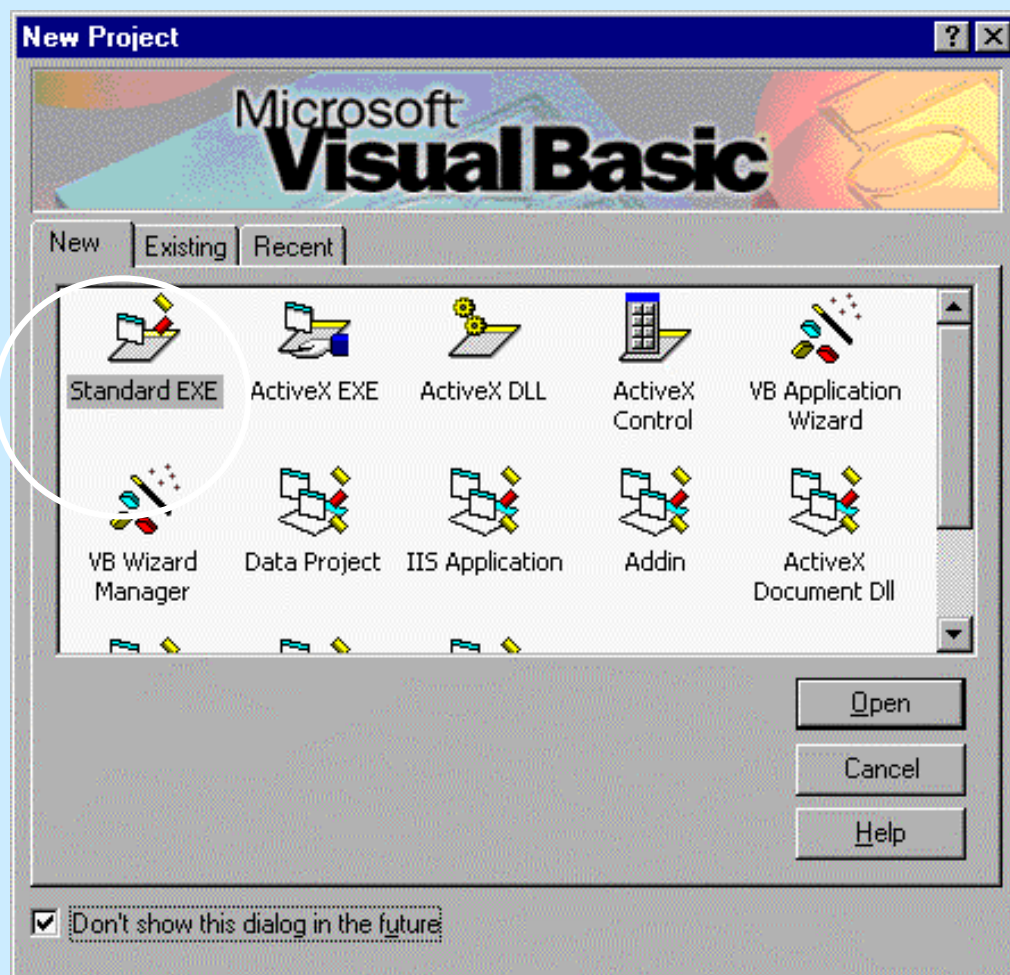 New Project
Microsoft
Visual Basic
New Existing Recent
Standard EXE ActiveX EXE ActiveX DLL ActiveX Control VB Application Wizard
VB Wizard Manager Data Project IIS Application Addin ActiveX Document Dll
Open
Cancel
Help
Don't show this dialog in the future